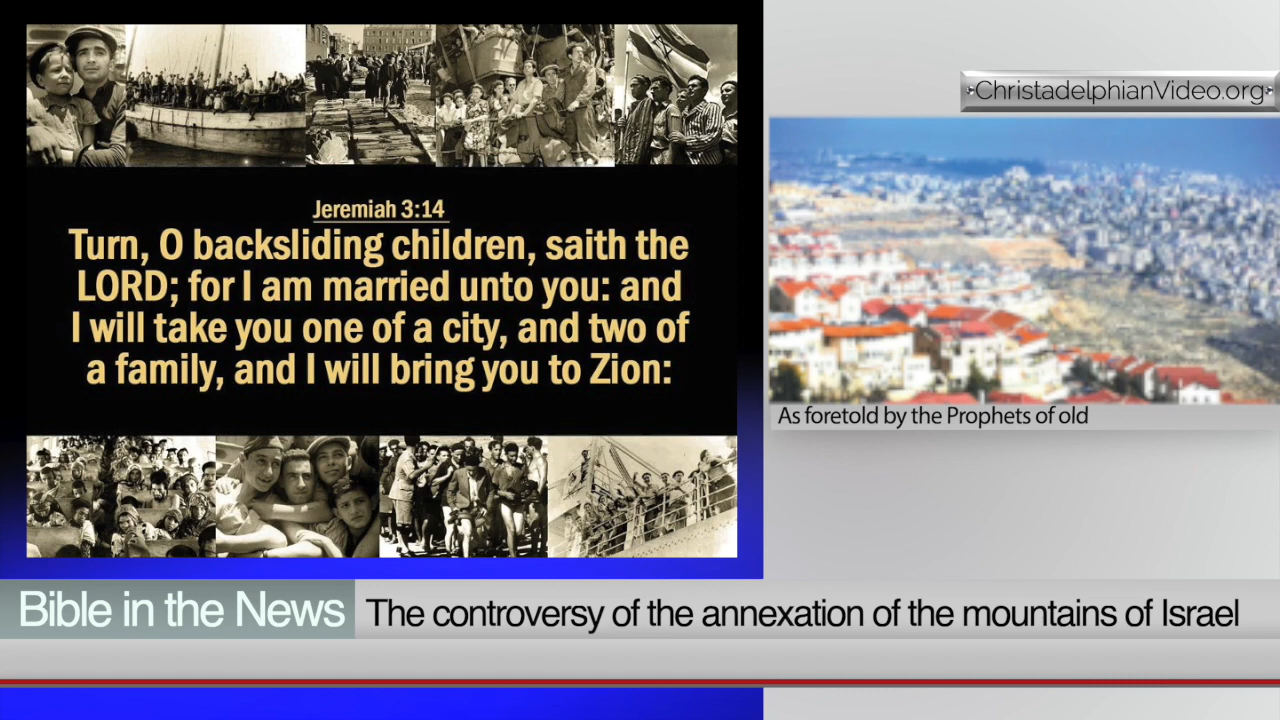 Jeremiah 3:14
Turn, O backsliding children, saith the
LORD; for I am married unto you: and
I will take you one of a city, and two of
a family, and I will bring you to Zion:
ChristadelphianVideo.org
As foretold by the Prophets of old
Bible in the News
The controversy of the annexation of the mountains of Israel